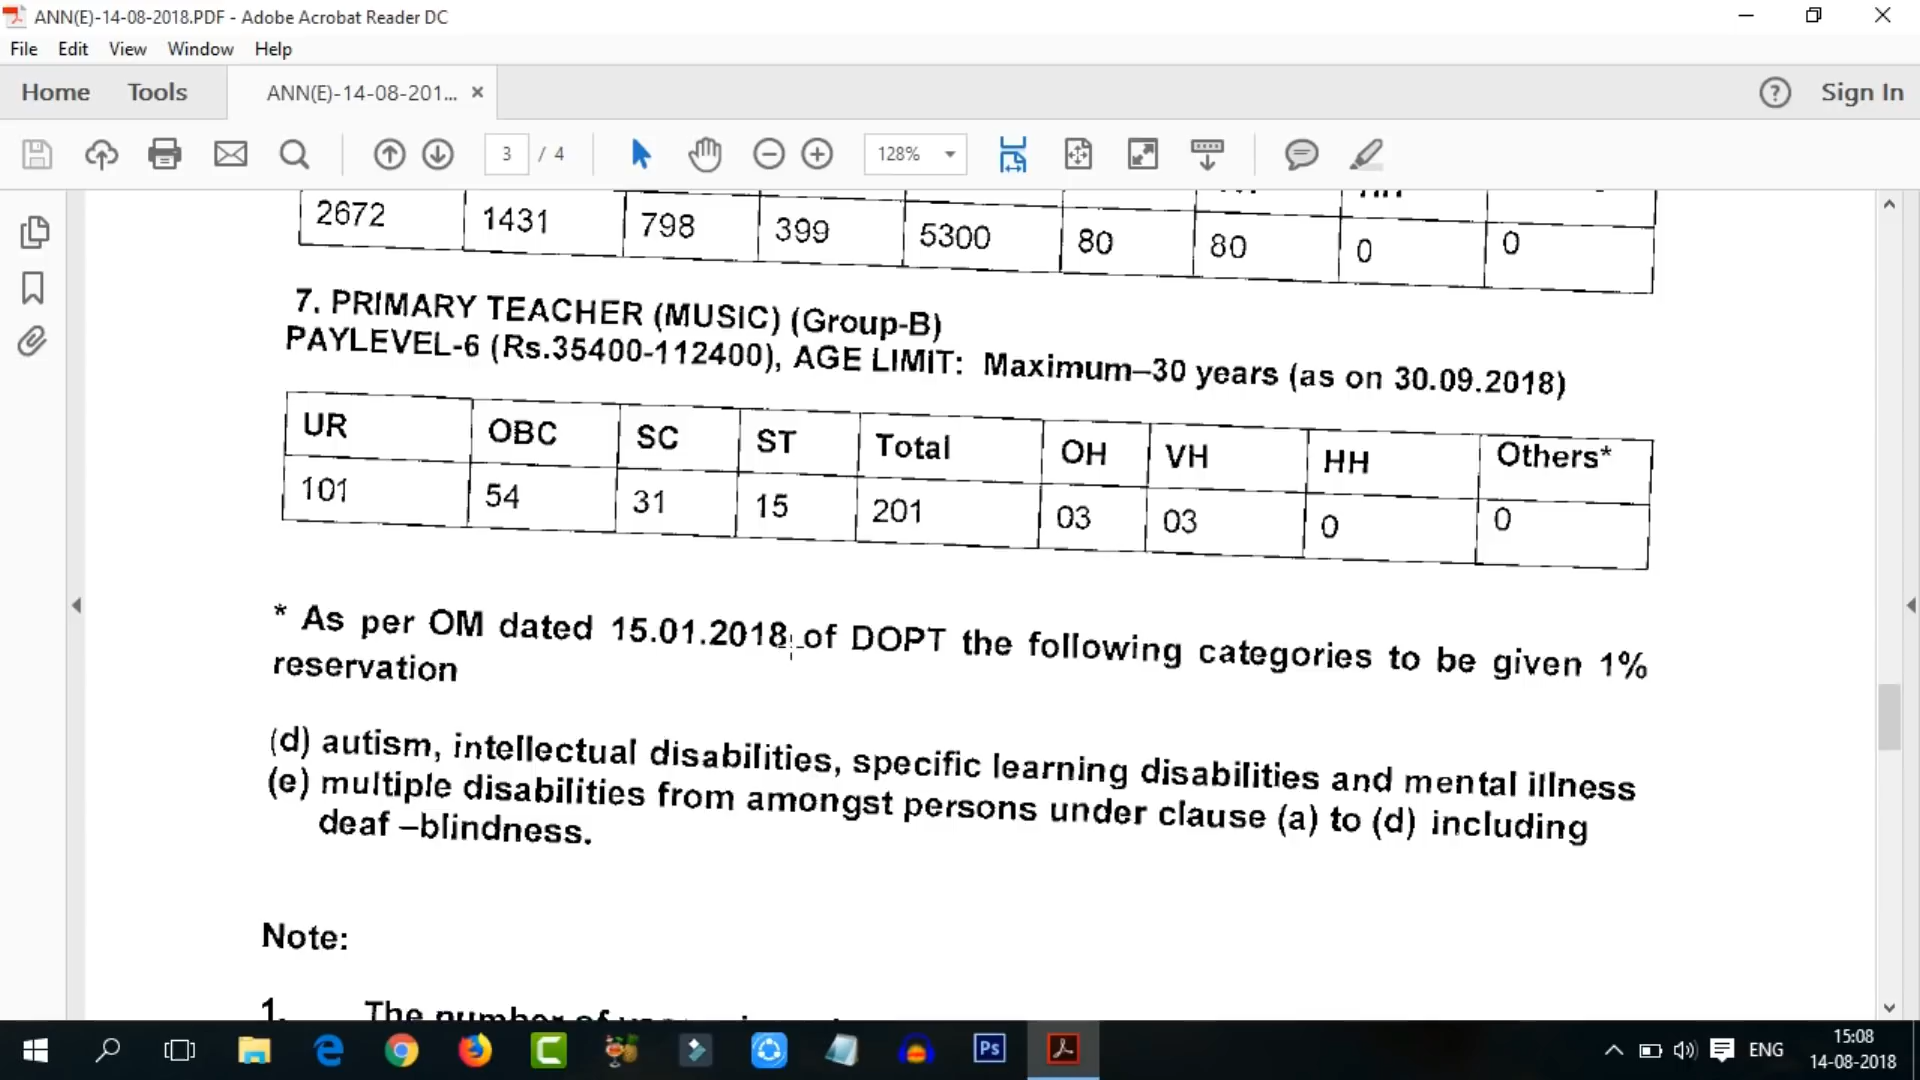 ANN(E)-14-08-2018.PDF - Adobe Acrobat Reader DC
File Edit View Window Help
Home Tools ANN(E)-14-08-201... × Sign In
3 / 4 128%
2672 1431 798 399 5300 80 80 0 0
7. PRIMARY TEACHER (MUSIC) (Group-B)
PAYLEVEL-6 (Rs.35400-112400), AGE LIMIT: Maximum–30 years (as on 30.09.2018)
UR OBC SC ST Total OH VH HH Others*
101 54 31 15 201 03 03 0 0
* As per OM dated 15.01.2018 of DOPT the following categories to be given 1%
reservation
(d) autism, intellectual disabilities, specific learning disabilities and mental illness
(e) multiple disabilities from amongst persons under clause (a) to (d) including
deaf –blindness.
Note:
1. The number of
Ps ENG 15:08
14-08-2018